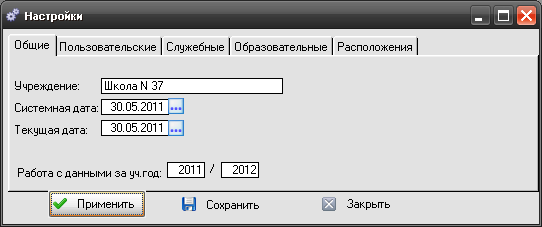 Настройки
Общие Пользовательские Служебные Образовательные Расположения
Учреждение: Школа N 37
Системная дата: 30.05.2011 ...
Текущая дата: 30.05.2011 ...
Работа с данными за уч.год: 2011 / 2012
Применить Сохранить Закрыть